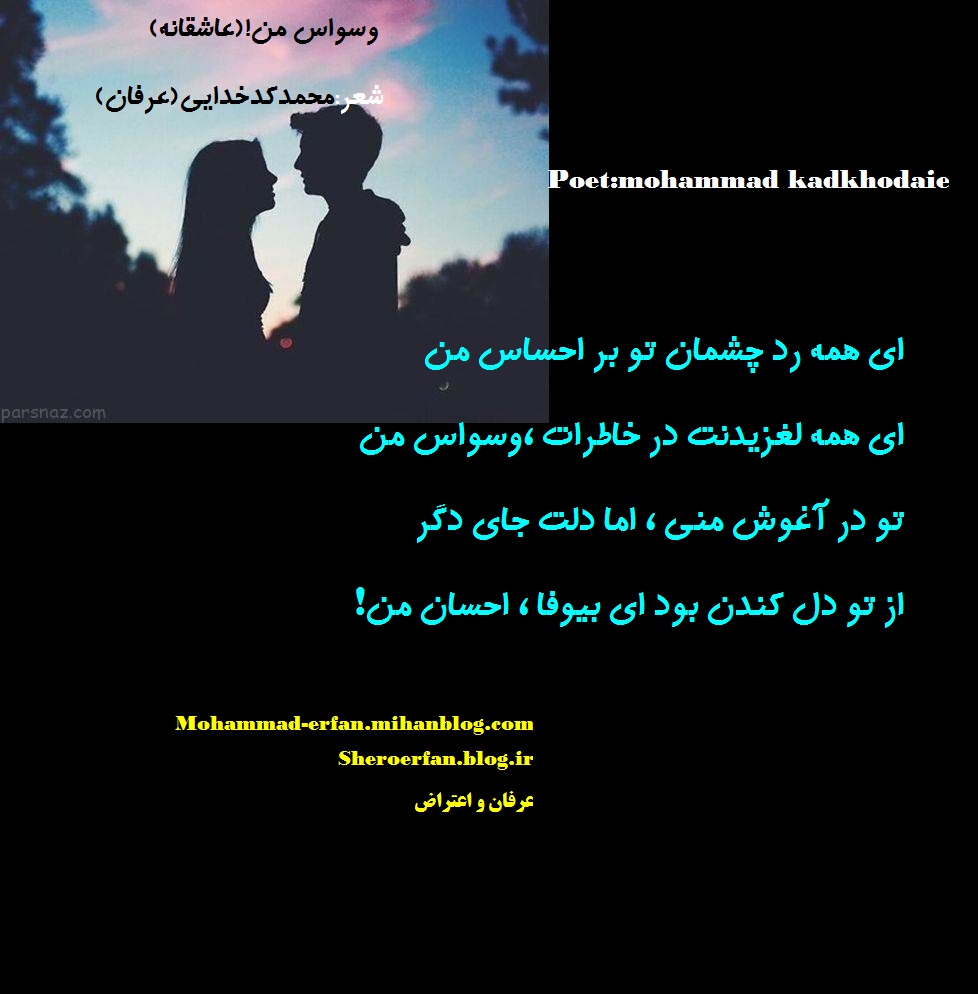 وسواس من!(عاشقانه)
شعر:محمدکدخدایی(عرفان)
Poet:mohammad kadkhodaie
ای همه رد چشمان تو بر احساس من
ای همه لغزیدنت در خاطرات ،وسواس من
تو در آغوش منی ، اما دلت جای دگر
از تو دل کندن بود ای بیوفا ، احسان من!
parsnaz.com
Mohammad-erfan.mihanblog.com
Sheroerfan.blog.ir
عرفان و اعتراض